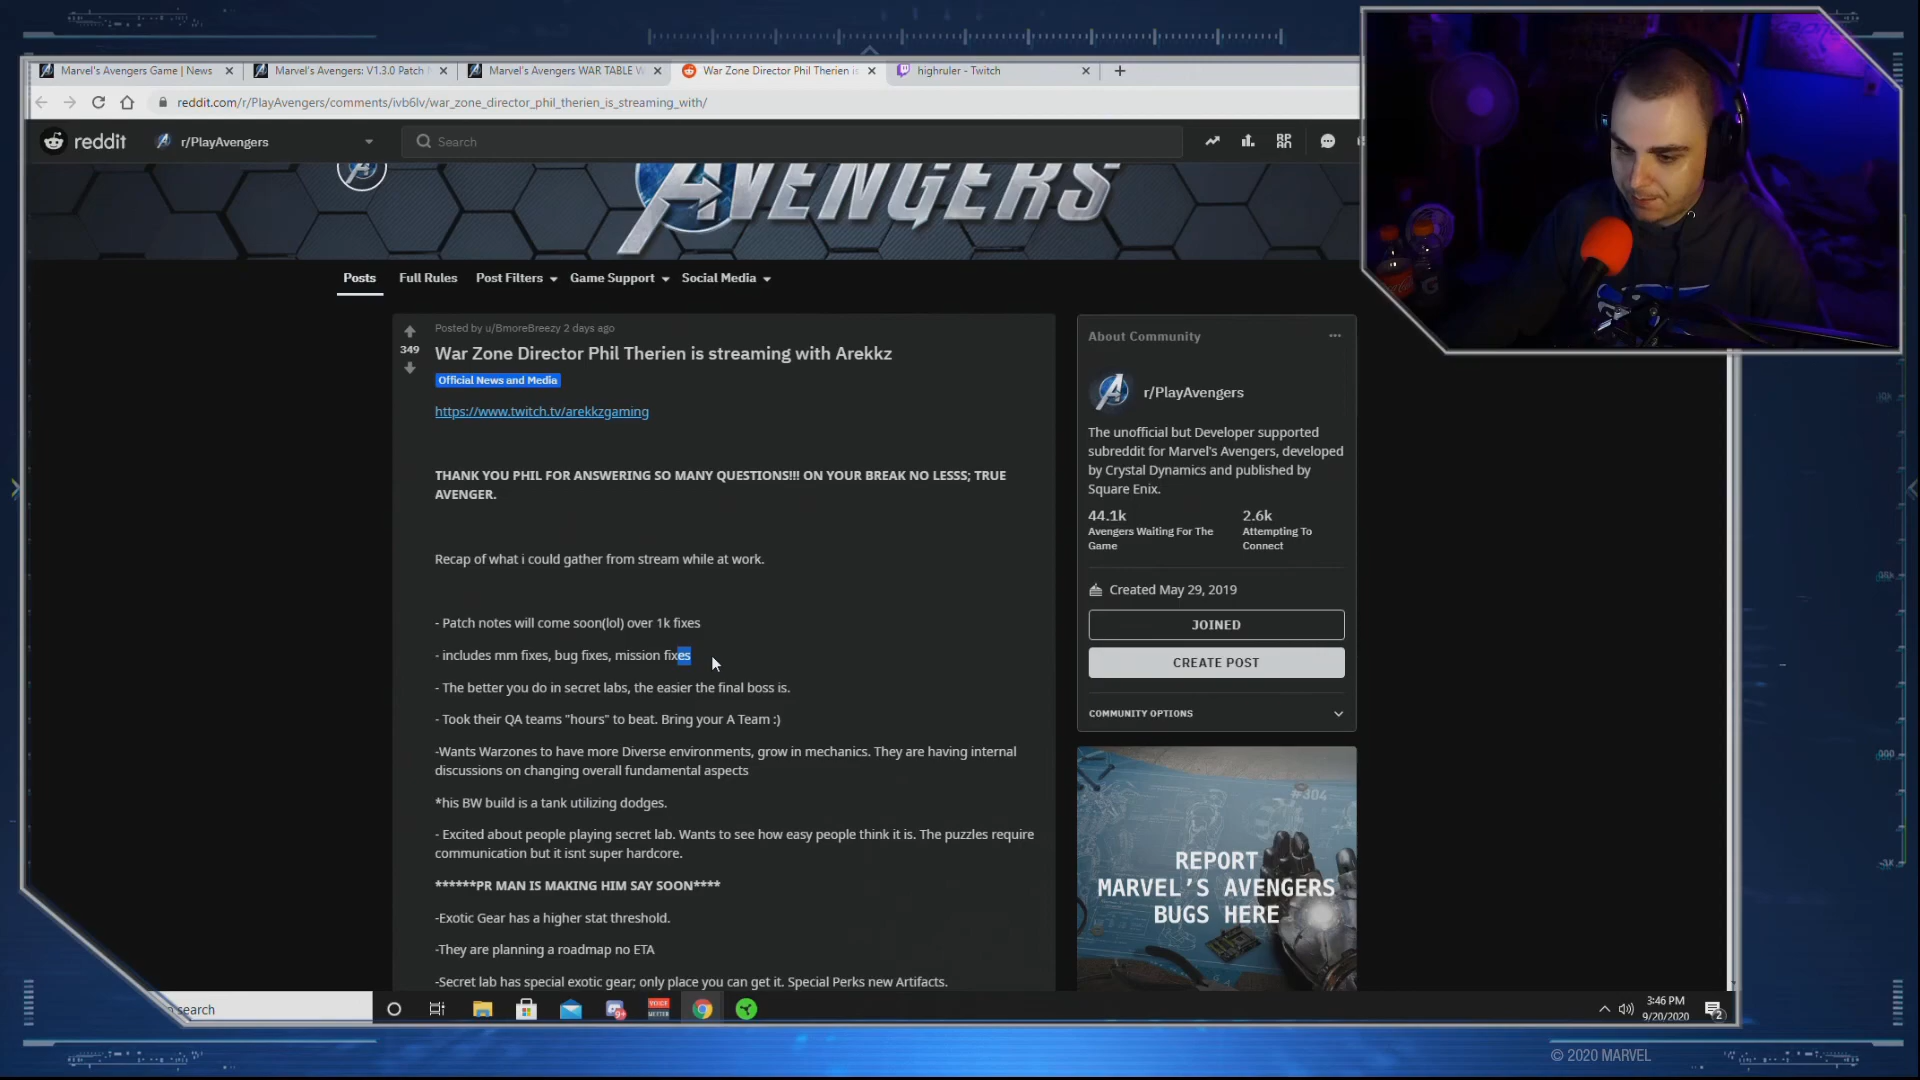 Marvel's Avengers Game | News
Marvel's Avengers: V1.3.0 Patch
Marvel's Avengers WAR TABLE W
War Zone Director Phil Therien is
highruler - Twitch
reddit.com/r/PlayAvengers/comments/ivb6lv/war_zone_director_phil_therien_is_streaming_with/
reddit
r/PlayAvengers
Search
AVENGERS
Posts
Full Rules
Post Filters
Game Support
Social Media
Posted by u/BmoreBreezy 2 days ago
349
War Zone Director Phil Therien is streaming with Arekkz
Official News and Media
https://www.twitch.tv/arekkzgaming
THANK YOU PHIL FOR ANSWERING SO MANY QUESTIONS!!! ON YOUR BREAK NO LESSS; TRUE
AVENGER.
Recap of what i could gather from stream while at work.
- Patch notes will come soon(lol) over 1k fixes
- includes mm fixes, bug fixes, mission fixes
- The better you do in secret labs, the easier the final boss is.
- Took their QA teams "hours" to beat. Bring your A Team :)
-Wants Warzones to have more Diverse environments, grow in mechanics. They are having internal
discussions on changing overall fundamental aspects
*his BW build is a tank utilizing dodges.
- Excited about people playing secret lab. Wants to see how easy people think it is. The puzzles require
communication but it isnt super hardcore.
******PR MAN IS MAKING HIM SAY SOON****
-Exotic Gear has a higher stat threshold.
-They are planning a roadmap no ETA
-Secret lab has special exotic gear; only place you can get it. Special Perks new Artifacts.
About Community
r/PlayAvengers
The unofficial but Developer supported
subreddit for Marvel's Avengers, developed
by Crystal Dynamics and published by
Square Enix.
44.1k
Avengers Waiting For The
Game
2.6k
Attempting To
Connect
Created May 29, 2019
JOINED
CREATE POST
COMMUNITY OPTIONS
#304
REPORT
MARVEL'S AVENGERS
BUGS HERE
search
9+
3:46 PM
9/20/2020
2
© 2020 MARVEL